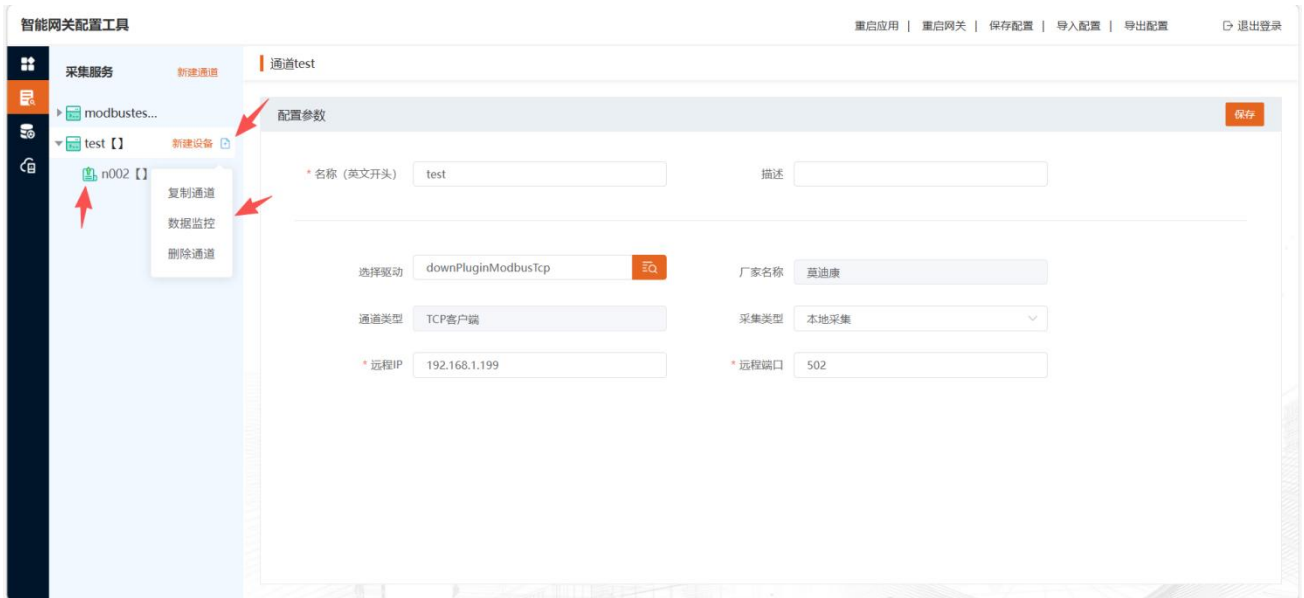 智能网关配置工具
重启应用 | 重启网关 | 保存配置 | 导入配置 | 导出配置 退出登录
采集服务 新建通道
通道test
modbustes...
配置参数 保存
test【】 新建设备
n002【】
复制通道
数据监控
删除通道
* 名称（英文开头） test 描述
选择驱动 downPluginModbusTcp 厂家名称 莫迪康
通道类型 TCP客户端 采集类型 本地采集
* 远程IP 192.168.1.199 * 远程端口 502